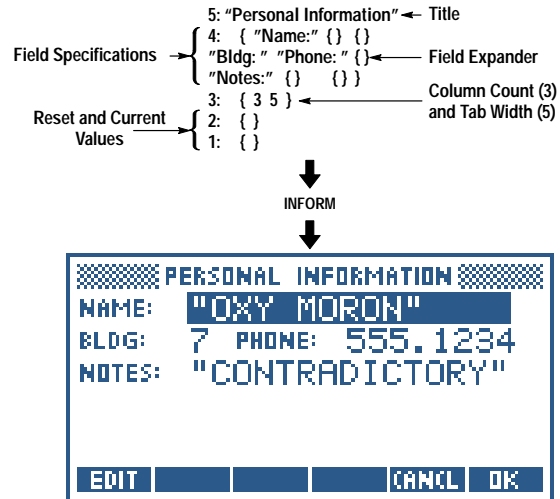 5: “Personal Information” Title
4: { "Name:" {} {}
Field Specifications "Bldg: " "Phone: " {} Field Expander
"Notes:" {} {} }
3: { 3 5 } Column Count (3) and Tab Width (5)
Reset and Current Values
2: { }
1: { }
INFORM
PERSONAL INFORMATION
NAME: "OXY MORON"
BLDG: 7 PHONE: 555.1234
NOTES: "CONTRADICTORY"
EDIT CANCL OK